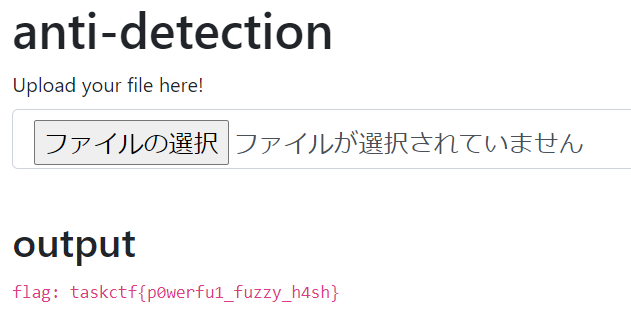 anti-detection
Upload your file here!
ファイルの選択 ファイルが選択されていません
output
flag: taskctf{p0werfu1_fuzzy_h4sh}